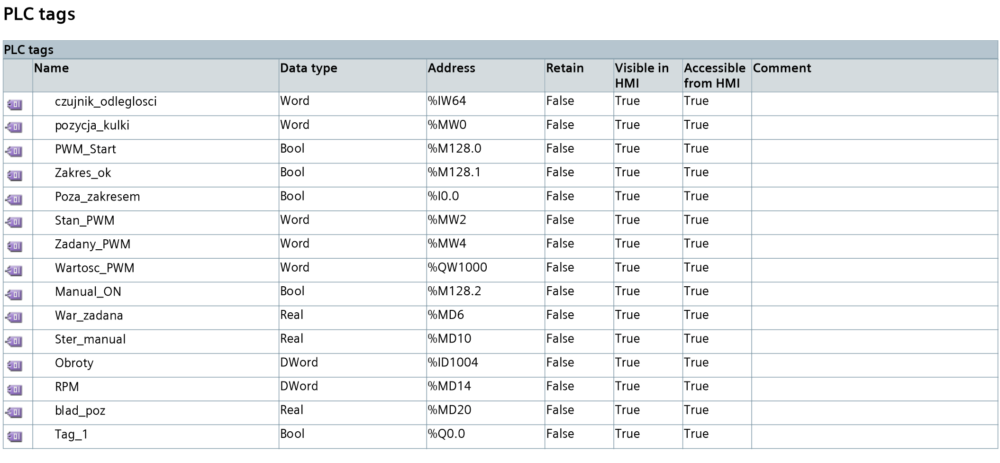 PLC tags
PLC tags
Name Data type Address Retain Visible in HMI Accessible from HMI Comment
czujnik_odleglosci Word %IW64 False True True
pozycja_kulki Word %MW0 False True True
PWM_Start Bool %M128.0 False True True
Zakres_ok Bool %M128.1 False True True
Poza_zakresem Bool %I0.0 False True True
Stan_PWM Word %MW2 False True True
Zadany_PWM Word %MW4 False True True
Wartosc_PWM Word %QW1000 False True True
Manual_ON Bool %M128.2 False True True
War_zadana Real %MD6 False True True
Ster_manual Real %MD10 False True True
Obroty DWord %ID1004 False True True
RPM DWord %MD14 False True True
blad_poz Real %MD20 False True True
Tag_1 Bool %Q0.0 False True True